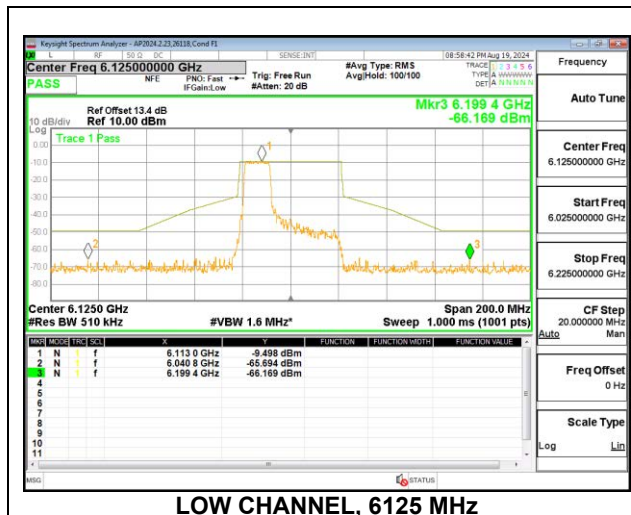 Keysight Spectrum Analyzer - AP2024.2.23,26118,Cond F1
L RF 50 Ω DC SENSE:INT 08:58:42 PM Aug 19, 2024
Center Freq 6.125000000 GHz
PASS
NFE PNO: Fast Trig: Free Run
IFGain:Low #Atten: 20 dB
#Avg Type: RMS
Avg|Hold: 100/100
TRACE 1 2 3 4 5 6
TYPE A WWWWW
DET A N N N N N
Frequency
Auto Tune
Center Freq
6.125000000 GHz
Start Freq
6.025000000 GHz
Stop Freq
6.225000000 GHz
CF Step
20.000000 MHz
Auto Man
Freq Offset
0 Hz
Scale Type
Log Lin
Ref Offset 13.4 dB
10 dB/div Ref 10.00 dBm
Mkr3 6.199 4 GHz
-66.169 dBm
Log
Trace 1 Pass
0.00
-10.0
-20.0
-30.0
-40.0
-50.0
-60.0
-70.0
-80.0
1
2
3
Center 6.1250 GHz Span 200.0 MHz
#Res BW 510 kHz #VBW 1.6 MHz* Sweep 1.000 ms (1001 pts)
MKR MODE TRC SCL X Y FUNCTION FUNCTION WIDTH FUNCTION VALUE
1 N 1 f 6.113 0 GHz -9.498 dBm
2 N 1 f 6.040 8 GHz -65.694 dBm
3 N 1 f 6.199 4 GHz -66.169 dBm
4
5
6
7
8
9
10
11
MSG STATUS
LOW CHANNEL, 6125 MHz